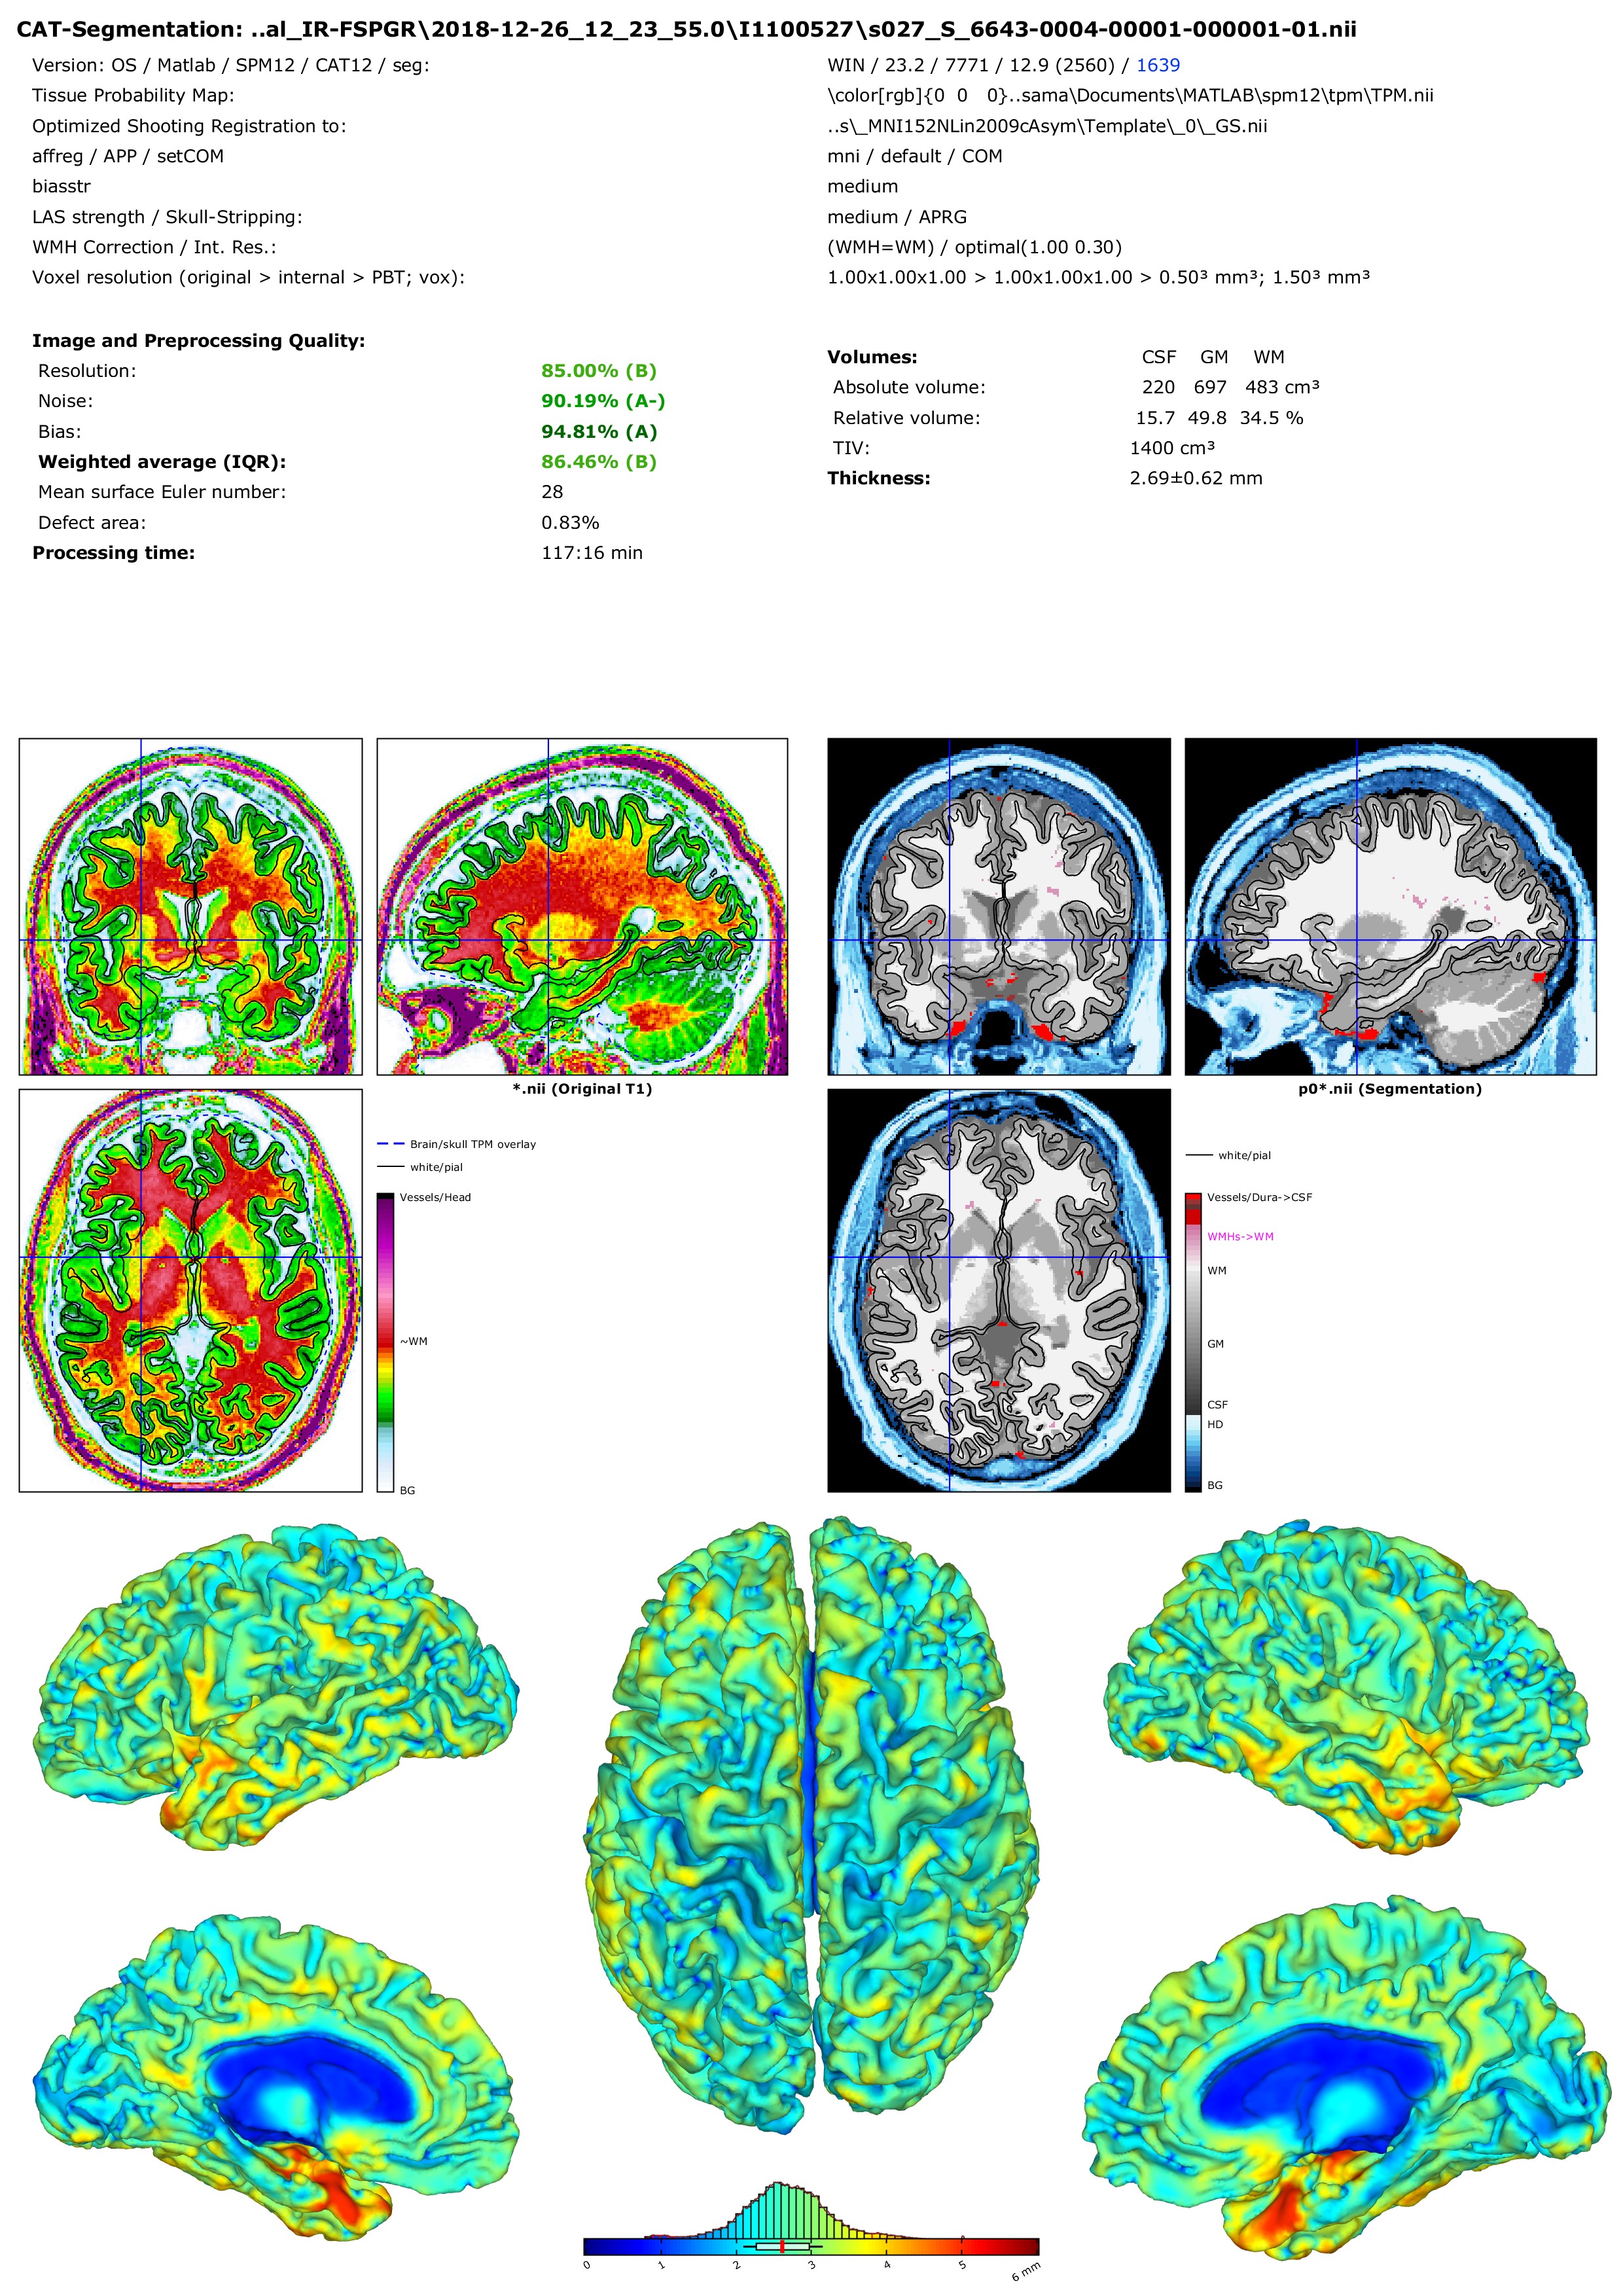 CAT-Segmentation: ..al_IR-FSPGR\2018-12-26_12_23_55.0\I1100527\s027_S_6643-0004-00001-000001-01.nii
Version: OS / Matlab / SPM12 / CAT12 / seg: WIN / 23.2 / 7771 / 12.9 (2560) / 1639
Tissue Probability Map: \color[rgb]{0 0 0}..sama\Documents\MATLAB\spm12\tpm\TPM.nii
Optimized Shooting Registration to: ..s\_MNI152NLin2009cAsym\Template\_0\_GS.nii
affreg / APP / setCOM mni / default / COM
biasstr medium
LAS strength / Skull-Stripping: medium / APRG
WMH Correction / Int. Res.: (WMH=WM) / optimal(1.00 0.30)
Voxel resolution (original > internal > PBT; vox): 1.00x1.00x1.00 > 1.00x1.00x1.00 > 0.50³ mm³; 1.50³ mm³
Image and Preprocessing Quality:
Resolution: 85.00% (B)
Noise: 90.19% (A-)
Bias: 94.81% (A)
Weighted average (IQR): 86.46% (B)
Mean surface Euler number: 28
Defect area: 0.83%
Processing time: 117:16 min
Volumes: CSF GM WM
Absolute volume: 220 697 483 cm³
Relative volume: 15.7 49.8 34.5 %
TIV: 1400 cm³
Thickness: 2.69±0.62 mm
*.nii (Original T1)
Brain/skull TPM overlay
white/pial
Vessels/Head
~WM
BG
p0*.nii (Segmentation)
white/pial
Vessels/Dura->CSF
WMHs->WM
WM
GM
CSF
HD
BG
0 1 2 3 4 5 6 mm